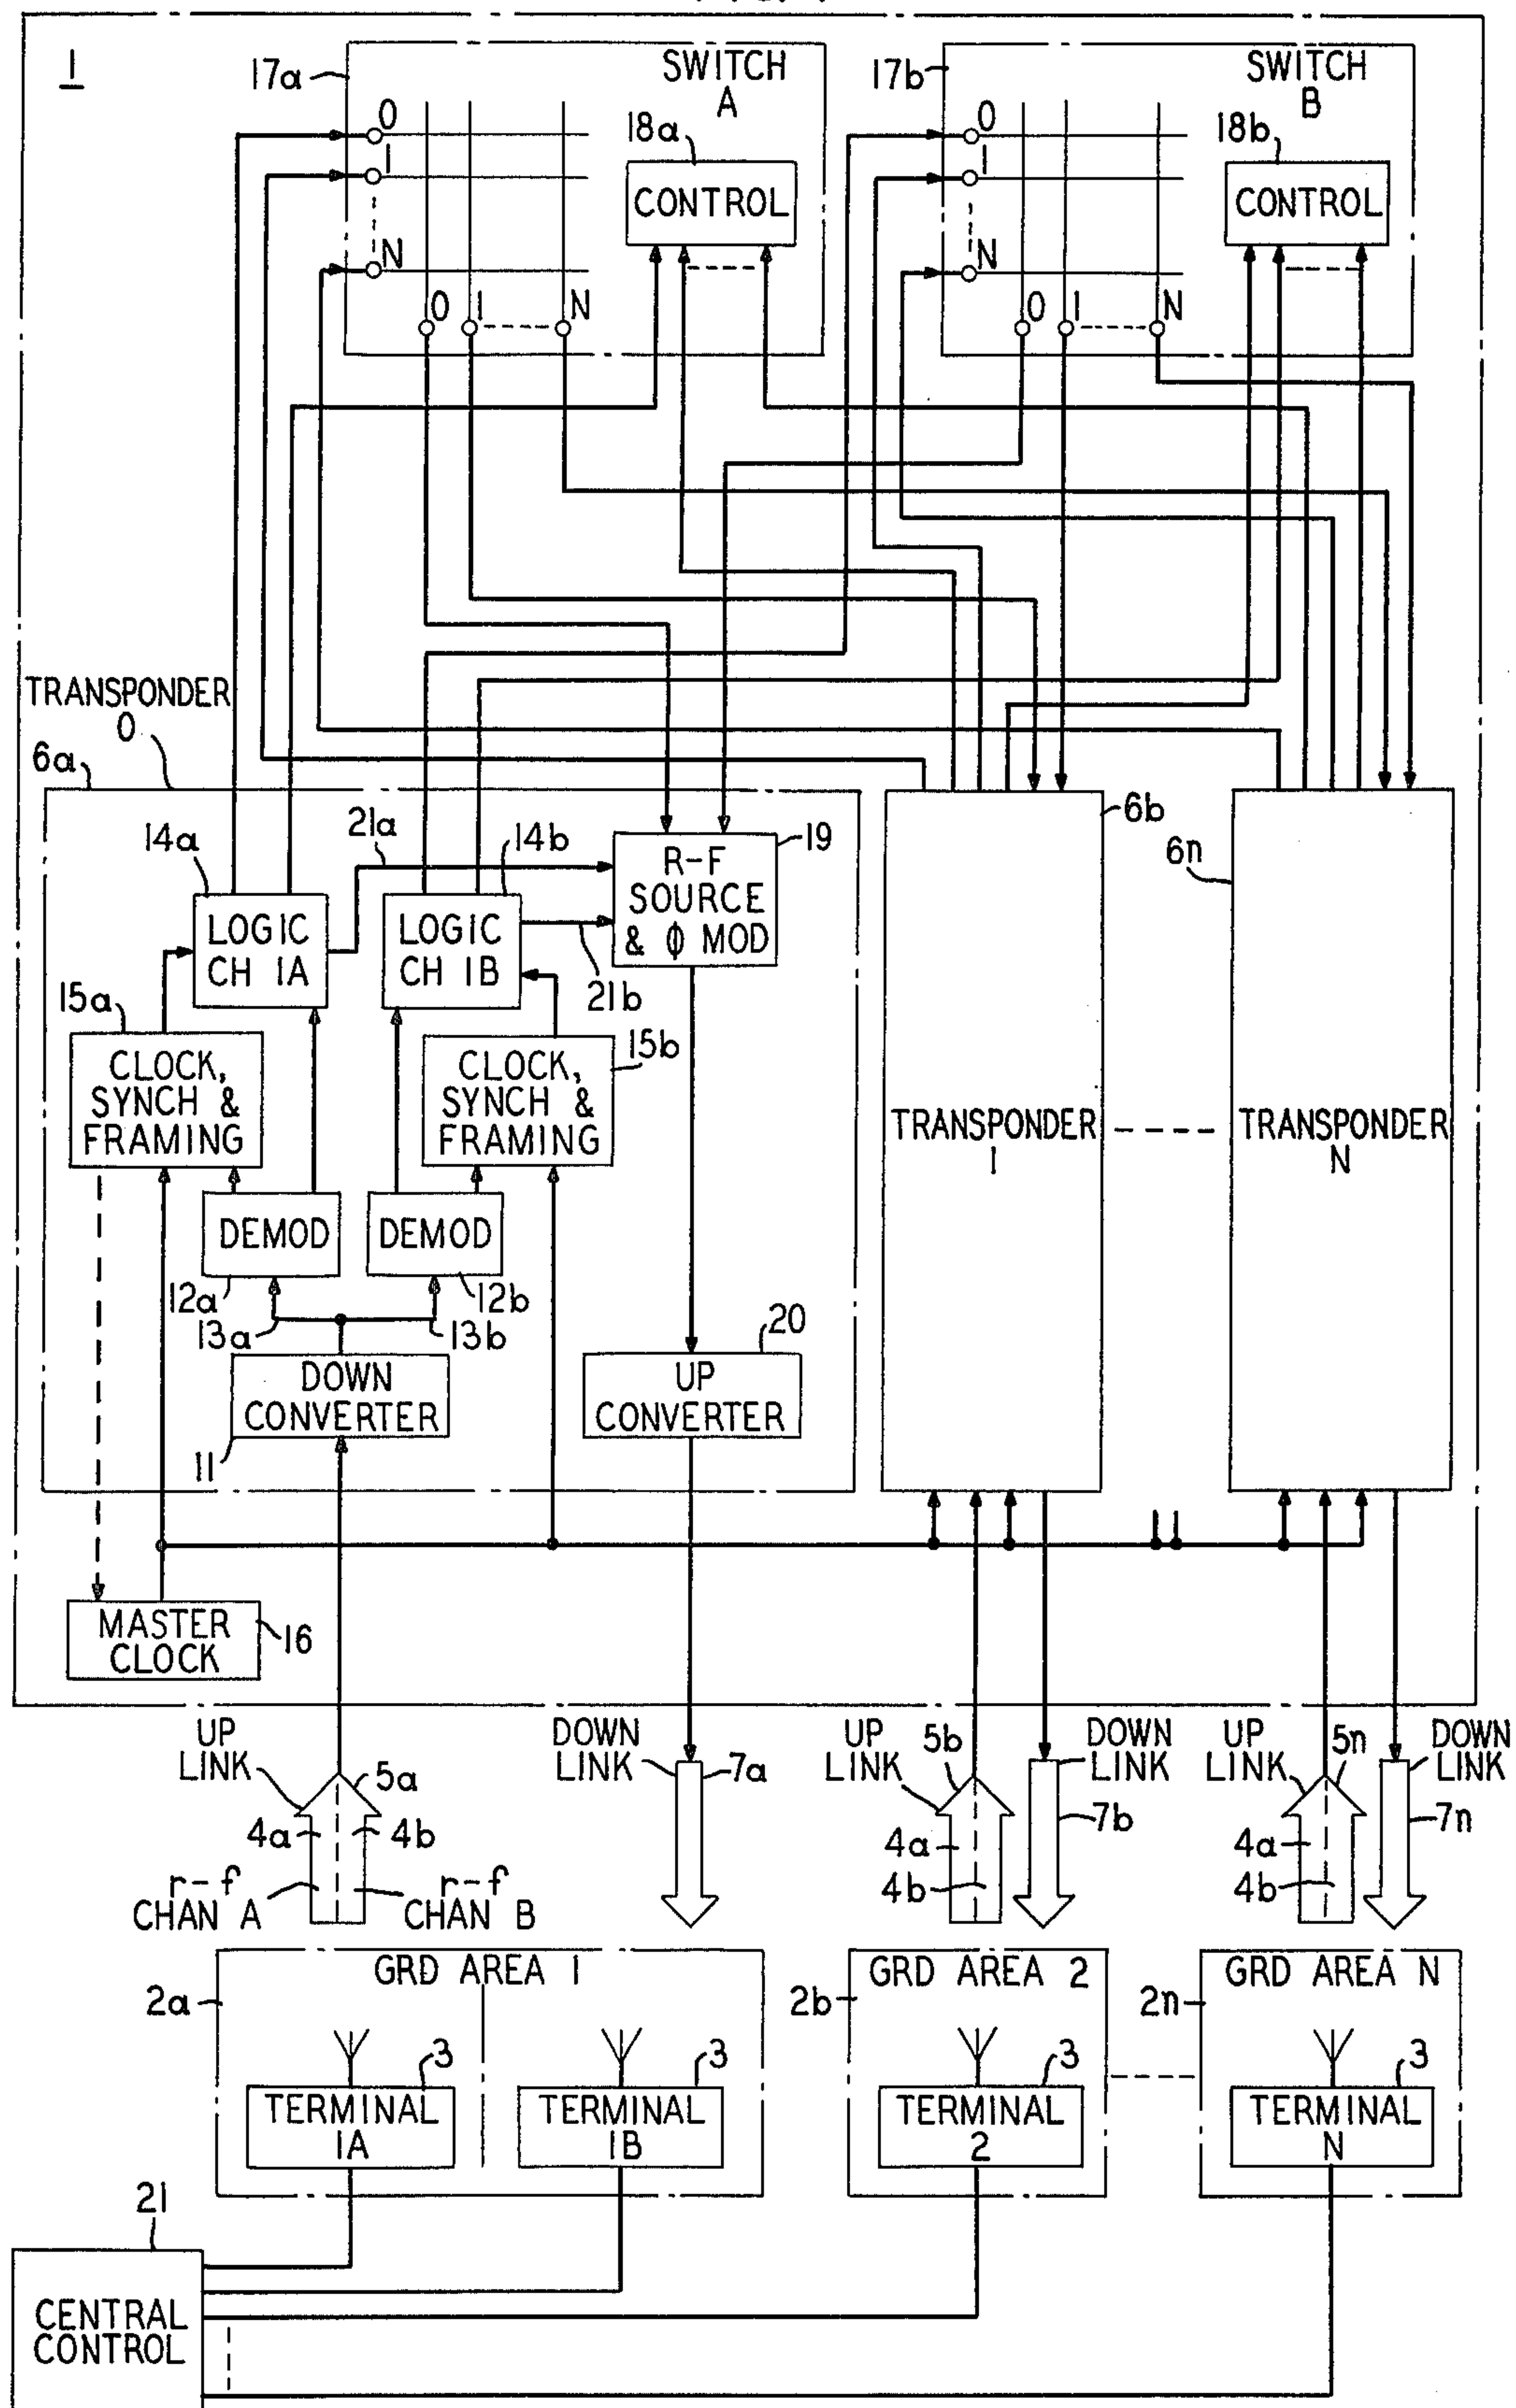 1
17a
SWITCH
A
17b
SWITCH
B
0
1
N
0
1
N
18a
CONTROL
0
1
N
0
1
N
18b
CONTROL
TRANSPONDER
0
6a
14a
21a
14b
19
6b
6n
LOGIC
CH 1A
LOGIC
CH 1B
R-F
SOURCE
& ϕ MOD
21b
15a
CLOCK,
SYNCH &
FRAMING
15b
CLOCK,
SYNCH &
FRAMING
TRANSPONDER
1
TRANSPONDER
N
DEMOD
DEMOD
12a
12b
13a
13b
20
DOWN
CONVERTER
UP
CONVERTER
11
MASTER
CLOCK
16
UP
LINK
5a
4a
4b
r-f
CHAN A
r-f
CHAN B
DOWN
LINK
7a
UP
LINK
5b
4a
4b
DOWN
LINK
7b
UP
LINK
5n
4a
4b
DOWN
LINK
7n
GRD AREA 1
2a
3
TERMINAL
1A
3
TERMINAL
1B
GRD AREA 2
2b
3
TERMINAL
2
GRD AREA N
2n
3
TERMINAL
N
21
CENTRAL
CONTROL